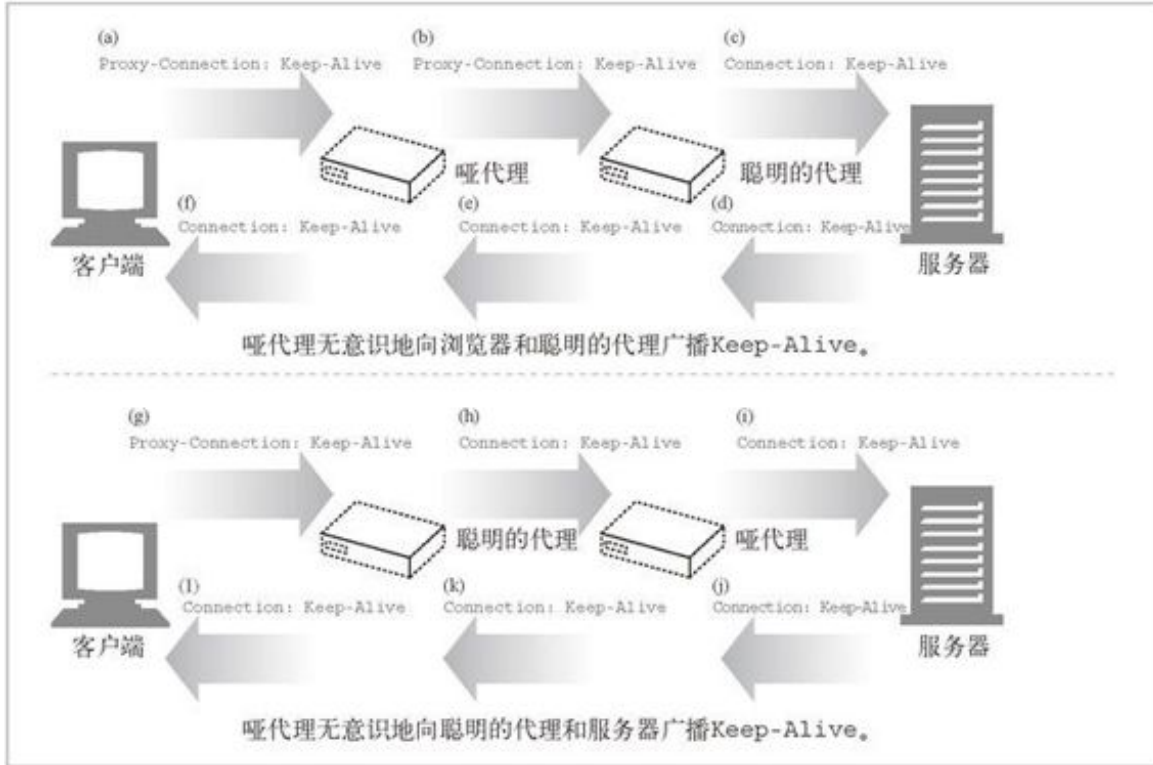 (a) (b) (c)
Proxy-Connection: Keep-Alive Proxy-Connection: Keep-Alive Connection: Keep-Alive
哑代理 聪明的代理
(f) (e) (d)
Connection: Keep-Alive Connection: Keep-Alive Connection: Keep-Alive
客户端 服务器
哑代理无意识地向浏览器和聪明的代理广播Keep-Alive。
(g) (h) (i)
Proxy-Connection: Keep-Alive Connection: Keep-Alive Connection: Keep-Alive
聪明的代理 哑代理
(l) (k) (j)
Connection: Keep-Alive Connection: Keep-Alive Connection: Keep-Alive
客户端 服务器
哑代理无意识地向聪明的代理和服务器广播Keep-Alive。